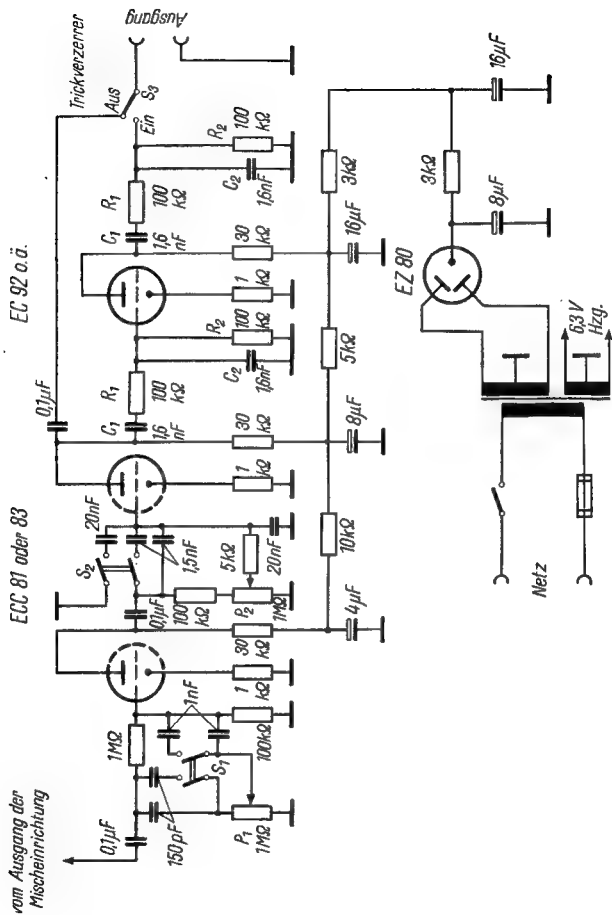 vom Ausgang der
Mischeinrichtung
ECC 81 oder 83
EC 92 o.ä.
Trickverzerrer
Ausgang
Aus
Ein
S₃
0,1µF
0,1µF
150pF
1MΩ
P₁
1MΩ
S₁
1nF
100kΩ
1
kΩ
30
kΩ
0,1µF
100
kΩ
P₂
1MΩ
S₂
20nF
1,5nF
5kΩ
20nF
1
kΩ
30
kΩ
C₁
1,6
nF
R₁
100
kΩ
C₂
1,6nF
R₂
100
kΩ
1
kΩ
30
kΩ
C₁
1,6
nF
R₁
100
kΩ
C₂
1,6nF
R₂
100
kΩ
4µF
10kΩ
8µF
5kΩ
16µF
3kΩ
3kΩ
16µF
8µF
EZ 80
6,3 V
Hzg.
Netz